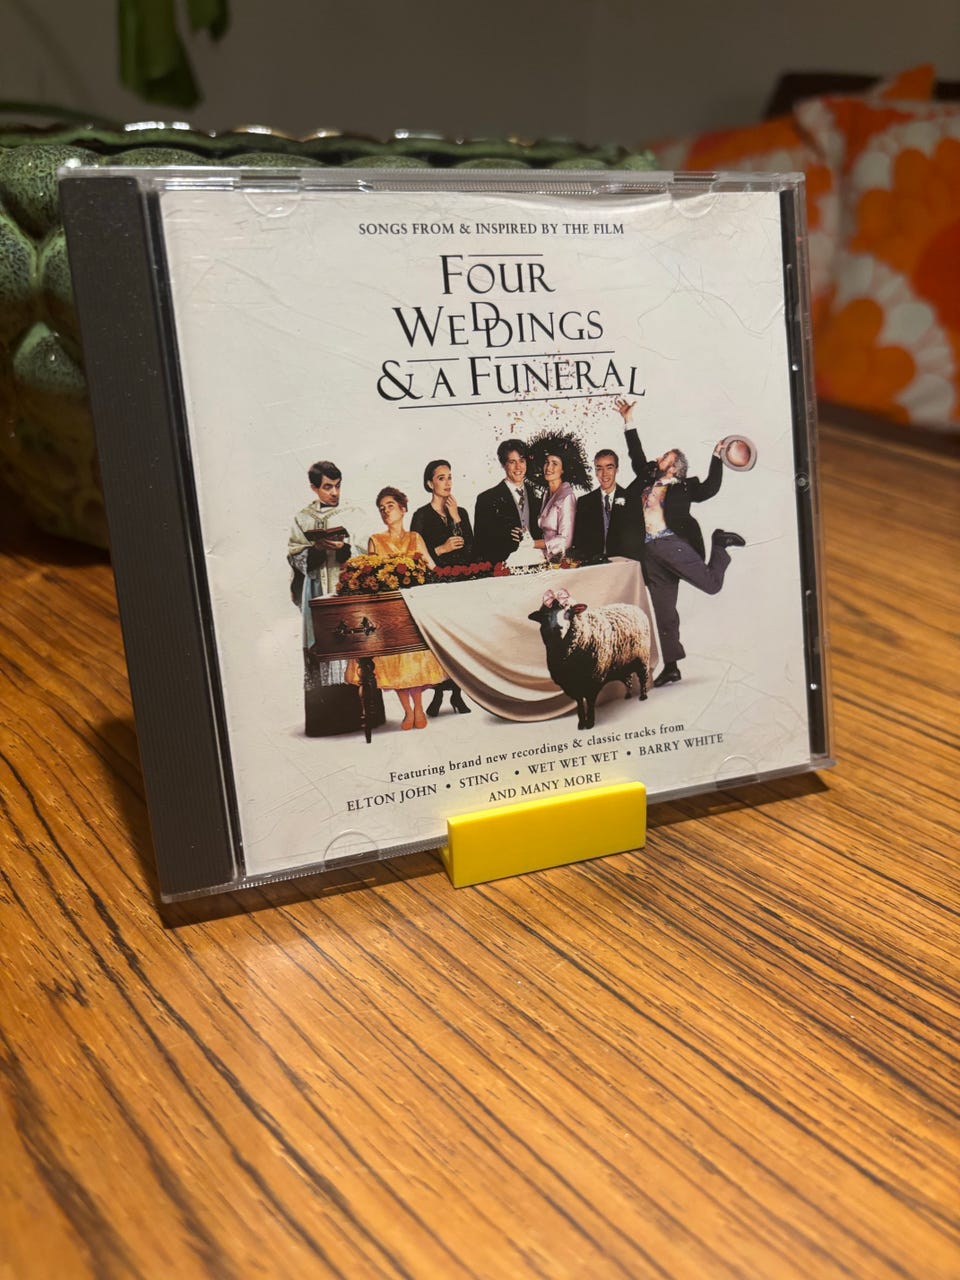 SONGS FROM & INSPIRED BY THE FILM
FOUR
WEDDINGS
& A FUNERAL
Featuring brand new recordings & classic tracks from
ELTON JOHN • STING • WET WET WET • BARRY WHITE
AND MANY MORE